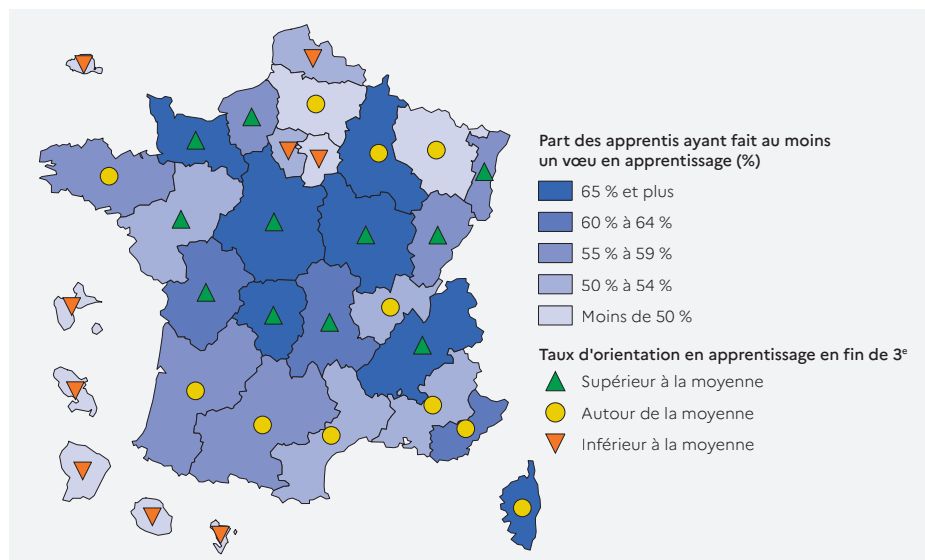 Part des apprentis ayant fait au moins
un vœu en apprentissage (%)
65 % et plus
60 % à 64 %
55 % à 59 %
50 % à 54 %
Moins de 50 %
Taux d'orientation en apprentissage en fin de 3ᵉ
Supérieur à la moyenne
Autour de la moyenne
Inférieur à la moyenne